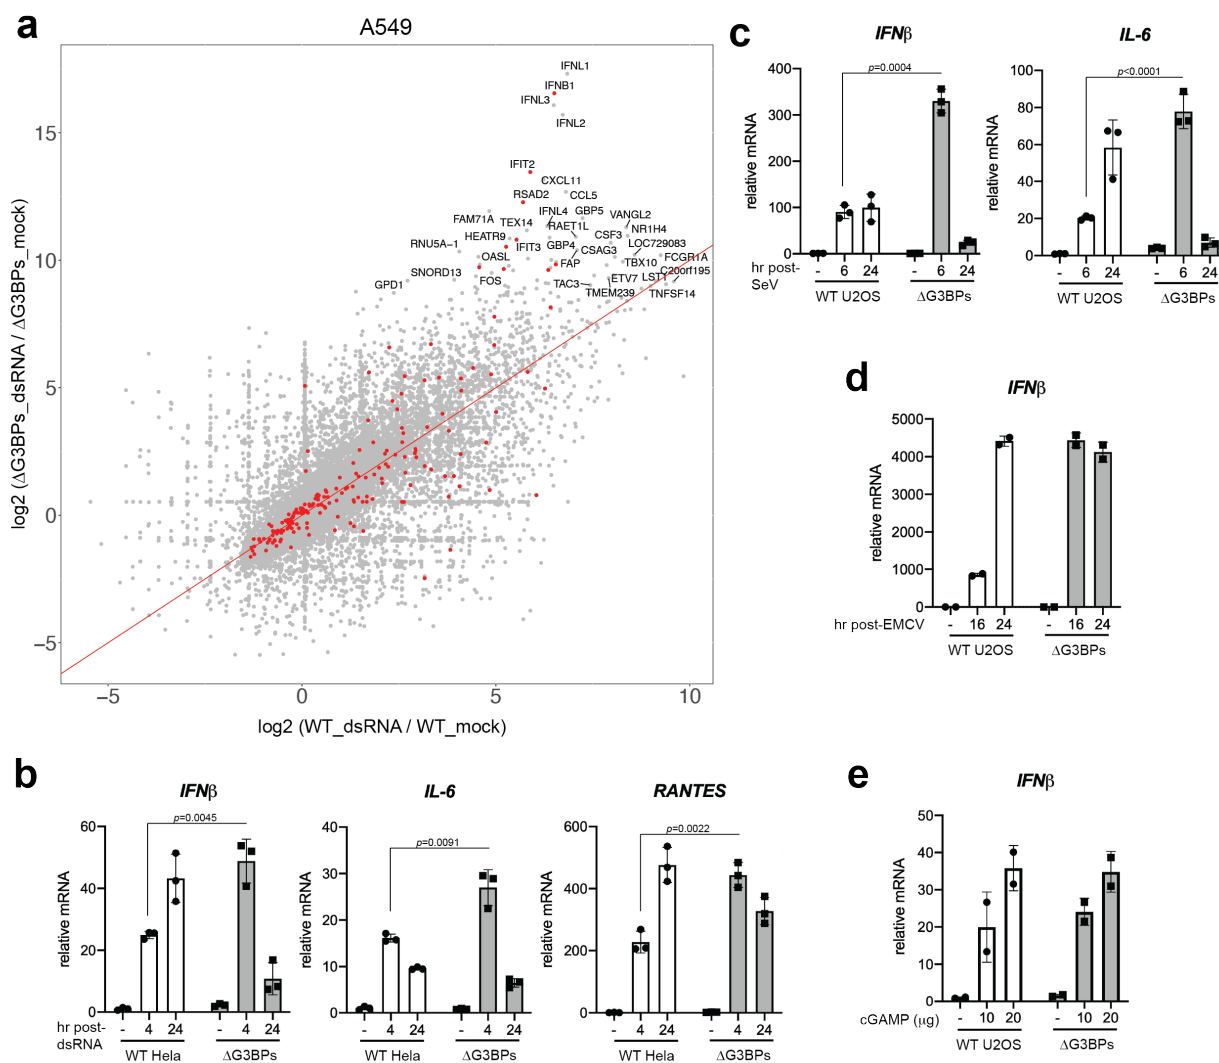 a
A549
IFNL1
IFNB1
IFNL3
IFNL2
IFIT2
CXCL11
RSAD2
CCL5
FAM71A
IFNL4
GBP5
VANGL2
TEX14
RAET1L
NR1H4
HEATR9
CSF3
RNU5A-1
IFIT3
GBP4
CSAG3
LOC729083
OASL
FAP
TBX10
FCGR1A
SNORD13
FOS
ETV7
LST1
C20orf195
GPD1
TAC3
TMEM239
TNFSF14
15
10
5
0
−5
−5
0
5
10
log2 (ΔG3BPs_dsRNA / ΔG3BPs_mock)
log2 (WT_dsRNA / WT_mock)
b
IFNβ
relative mRNA
60
40
20
0
p=0.0045
hr post-
dsRNA
- 4 24 - 4 24
WT Hela ΔG3BPs
IL-6
relative mRNA
40
30
20
10
0
p=0.0091
- 4 24 - 4 24
WT Hela ΔG3BPs
RANTES
relative mRNA
600
400
200
0
p=0.0022
- 4 24 - 4 24
WT Hela ΔG3BPs
c
IFNβ
relative mRNA
400
300
200
100
0
p=0.0004
hr post-
SeV
- 6 24 - 6 24
WT U2OS ΔG3BPs
IL-6
relative mRNA
100
80
60
40
20
0
p<0.0001
- 6 24 - 6 24
WT U2OS ΔG3BPs
d
IFNβ
relative mRNA
5000
4000
3000
2000
1000
0
hr post-EMCV
- 16 24 - 16 24
WT U2OS ΔG3BPs
e
IFNβ
relative mRNA
50
40
30
20
10
0
cGAMP (μg)
- 10 20 - 10 20
WT U2OS ΔG3BPs